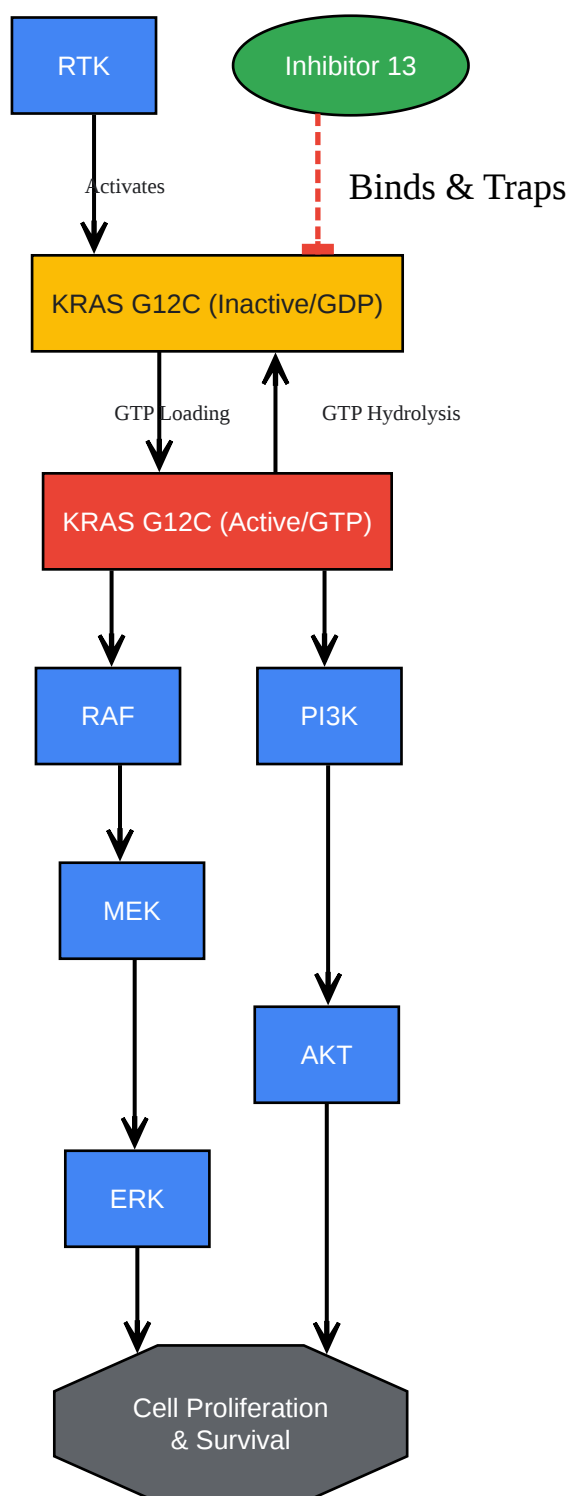 RTK
Inhibitor 13
Activates
Binds & Traps
KRAS G12C (Inactive/GDP)
GTP Loading
GTP Hydrolysis
KRAS G12C (Active/GTP)
RAF
PI3K
MEK
AKT
ERK
Cell Proliferation
& Survival